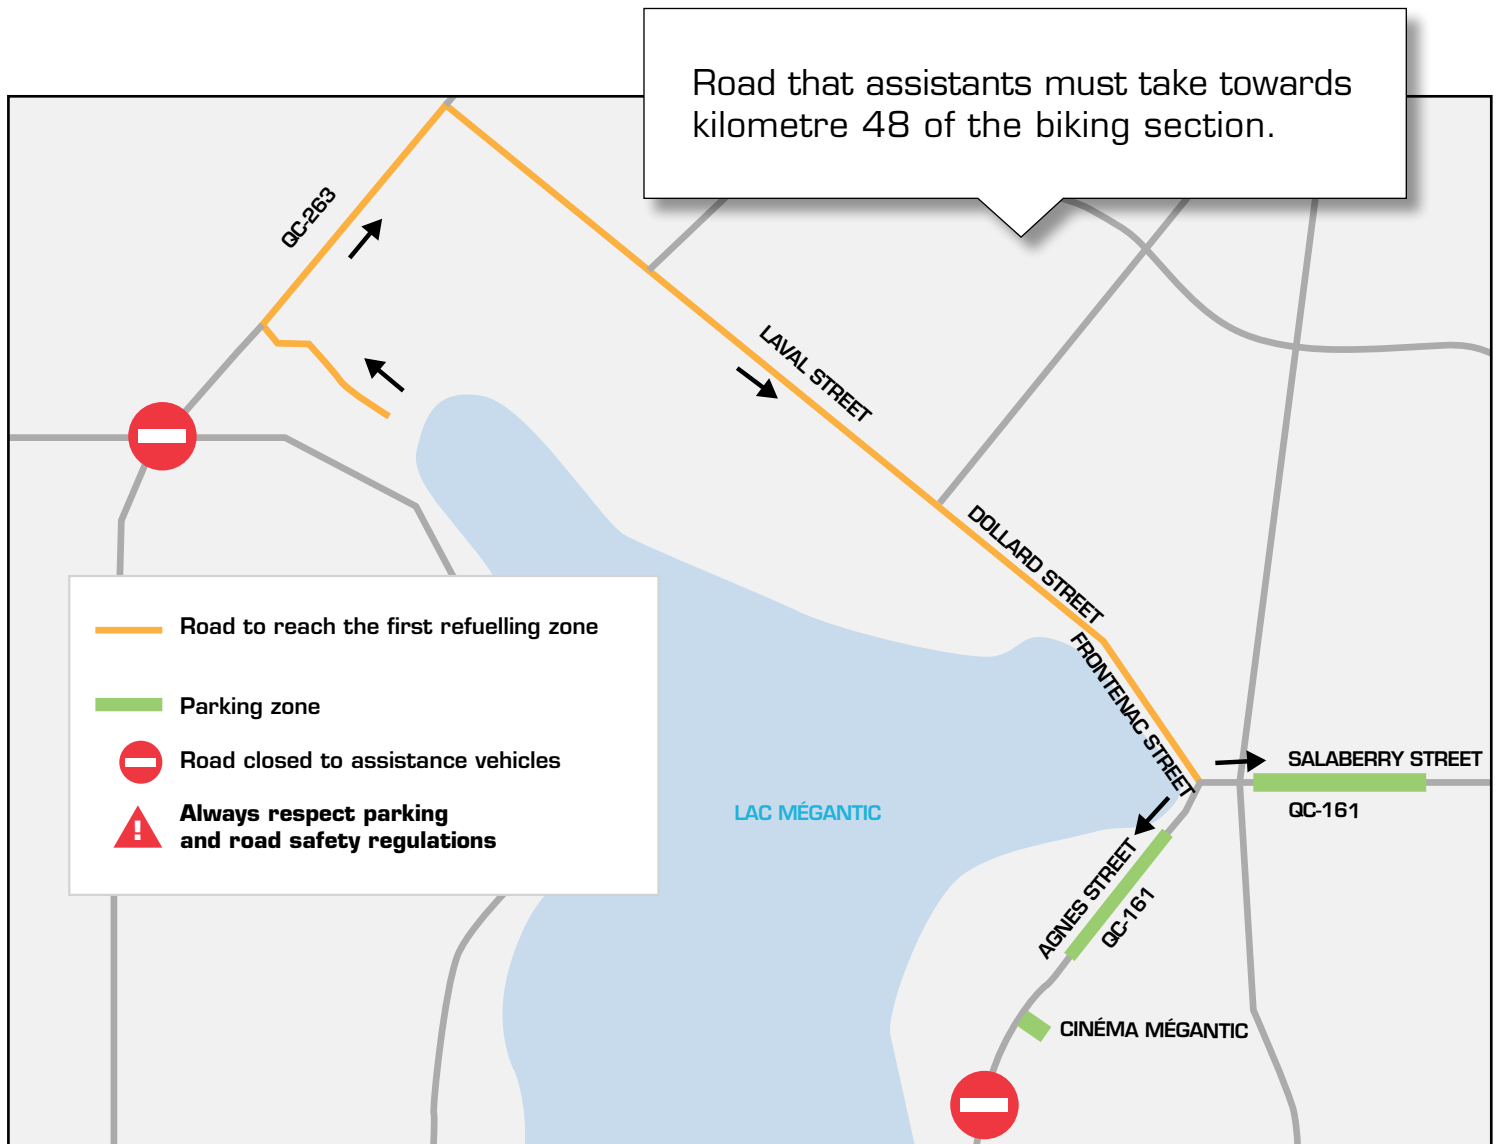 Road that assistants must take towards
kilometre 48 of the biking section.
QC-263
LAVAL STREET
DOLLARD STREET
FRONTENAC STREET
Road to reach the first refuelling zone
Parking zone
Road closed to assistance vehicles
!
Always respect parking
and road safety regulations
LAC MÉGANTIC
SALABERRY STREET
QC-161
AGNES STREET
QC-161
CINÉMA MÉGANTIC